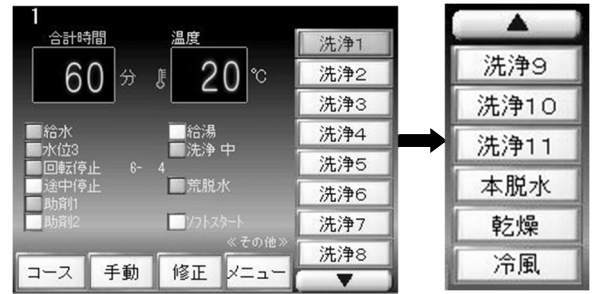 1
合計時間
温度
60分
20℃
給水
給湯
水位3
洗浄 中
回転停止 8- 4
途中停止
荒脱水
助剤1
助剤2
ソフトスタート
≪その他≫
コース
手動
修正
メニュー
洗浄1
洗浄2
洗浄3
洗浄4
洗浄5
洗浄6
洗浄7
洗浄8
▼
▲
洗浄9
洗浄10
洗浄11
本脱水
乾燥
冷風